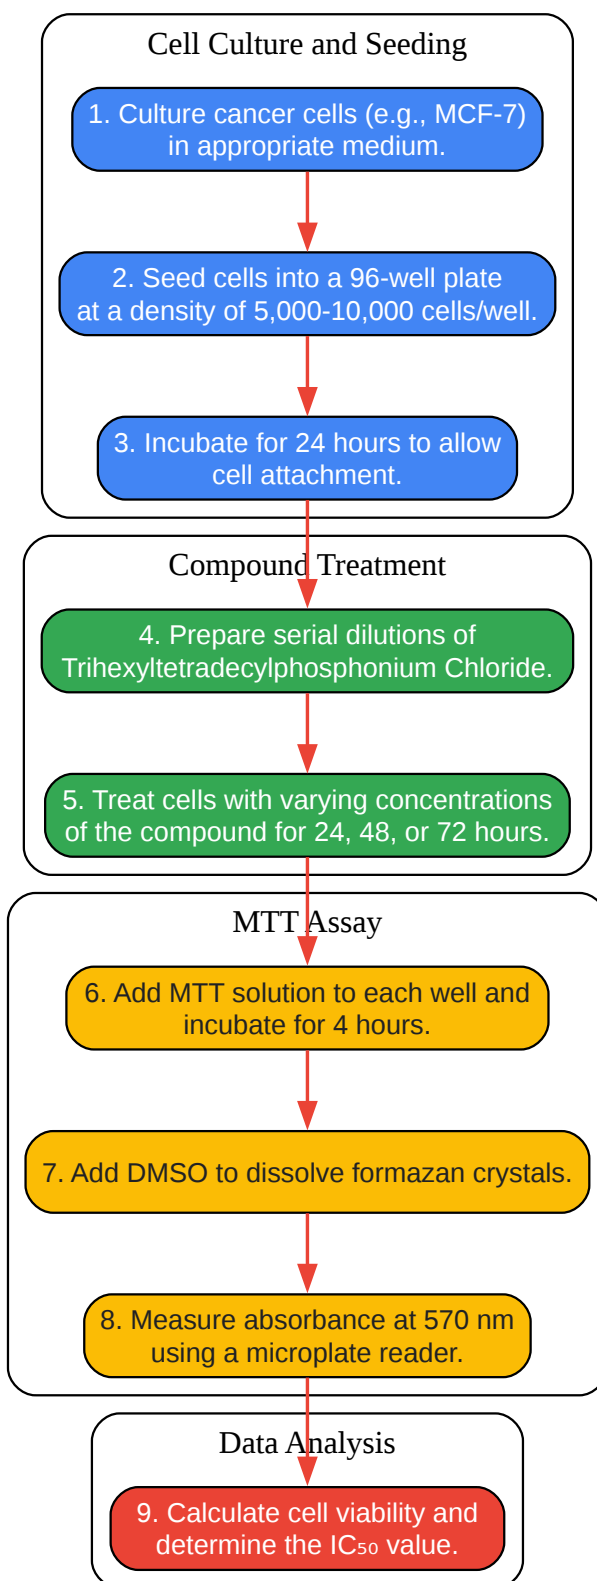 Cell Culture and Seeding
1. Culture cancer cells (e.g., MCF-7)
in appropriate medium.
2. Seed cells into a 96-well plate
at a density of 5,000-10,000 cells/well.
3. Incubate for 24 hours to allow
cell attachment.
Compound Treatment
4. Prepare serial dilutions of
Trihexyltetradecylphosphonium Chloride.
5. Treat cells with varying concentrations
of the compound for 24, 48, or 72 hours.
MTT Assay
6. Add MTT solution to each well and
incubate for 4 hours.
7. Add DMSO to dissolve formazan crystals.
8. Measure absorbance at 570 nm
using a microplate reader.
Data Analysis
9. Calculate cell viability and
determine the IC₅₀ value.